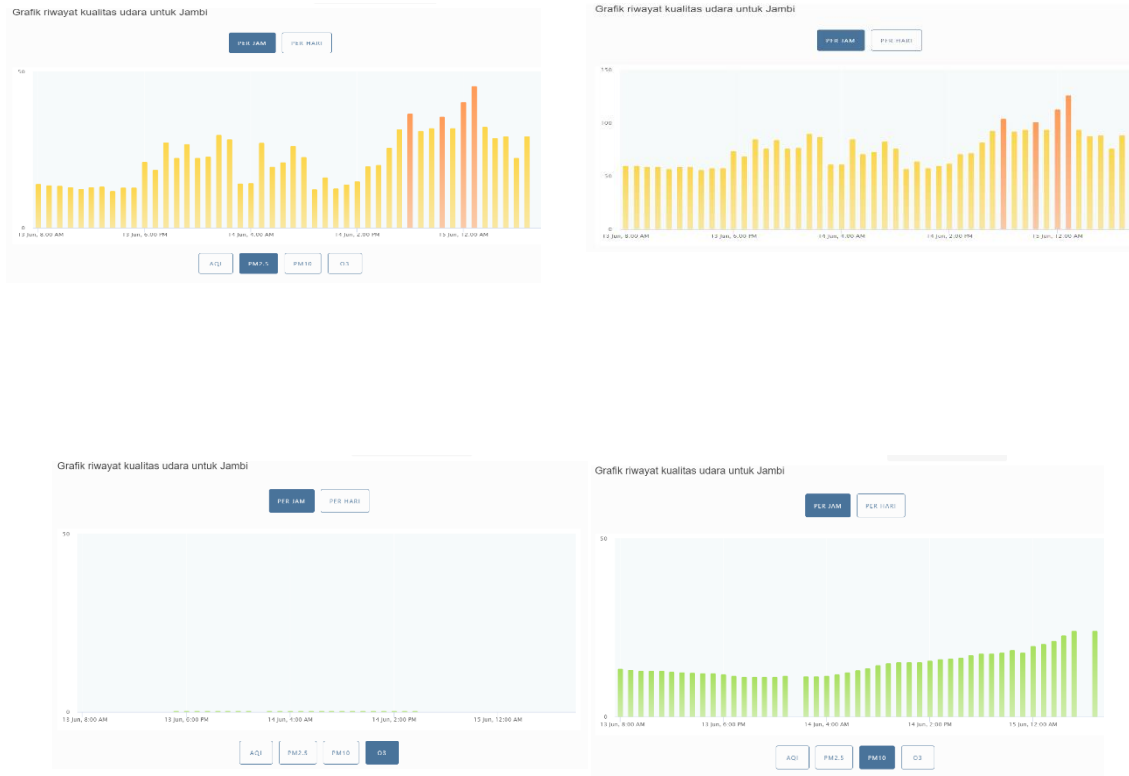 Grafik riwayat kualitas udara untuk Jambi
PER JAM PER HARI
50
0
13 Jun, 8:00 AM 13 Jun, 6:00 PM 14 Jun, 4:00 AM 14 Jun, 2:00 PM 15 Jun, 12:00 AM
AQI PM2.5 PM10 O3
Grafik riwayat kualitas udara untuk Jambi
PER JAM PER HARI
150
100
50
0
13 Jun, 8:00 AM 13 Jun, 6:00 PM 14 Jun, 4:00 AM 14 Jun, 2:00 PM 15 Jun, 12:00 AM
Grafik riwayat kualitas udara untuk Jambi
PER JAM PER HARI
50
0
13 Jun, 8:00 AM 13 Jun, 6:00 PM 14 Jun, 4:00 AM 14 Jun, 2:00 PM 15 Jun, 12:00 AM
AQI PM2.5 PM10 O3
Grafik riwayat kualitas udara untuk Jambi
PER JAM PER HARI
50
0
13 Jun, 8:00 AM 13 Jun, 6:00 PM 14 Jun, 4:00 AM 14 Jun, 2:00 PM 15 Jun, 12:00 AM
AQI PM2.5 PM10 O3